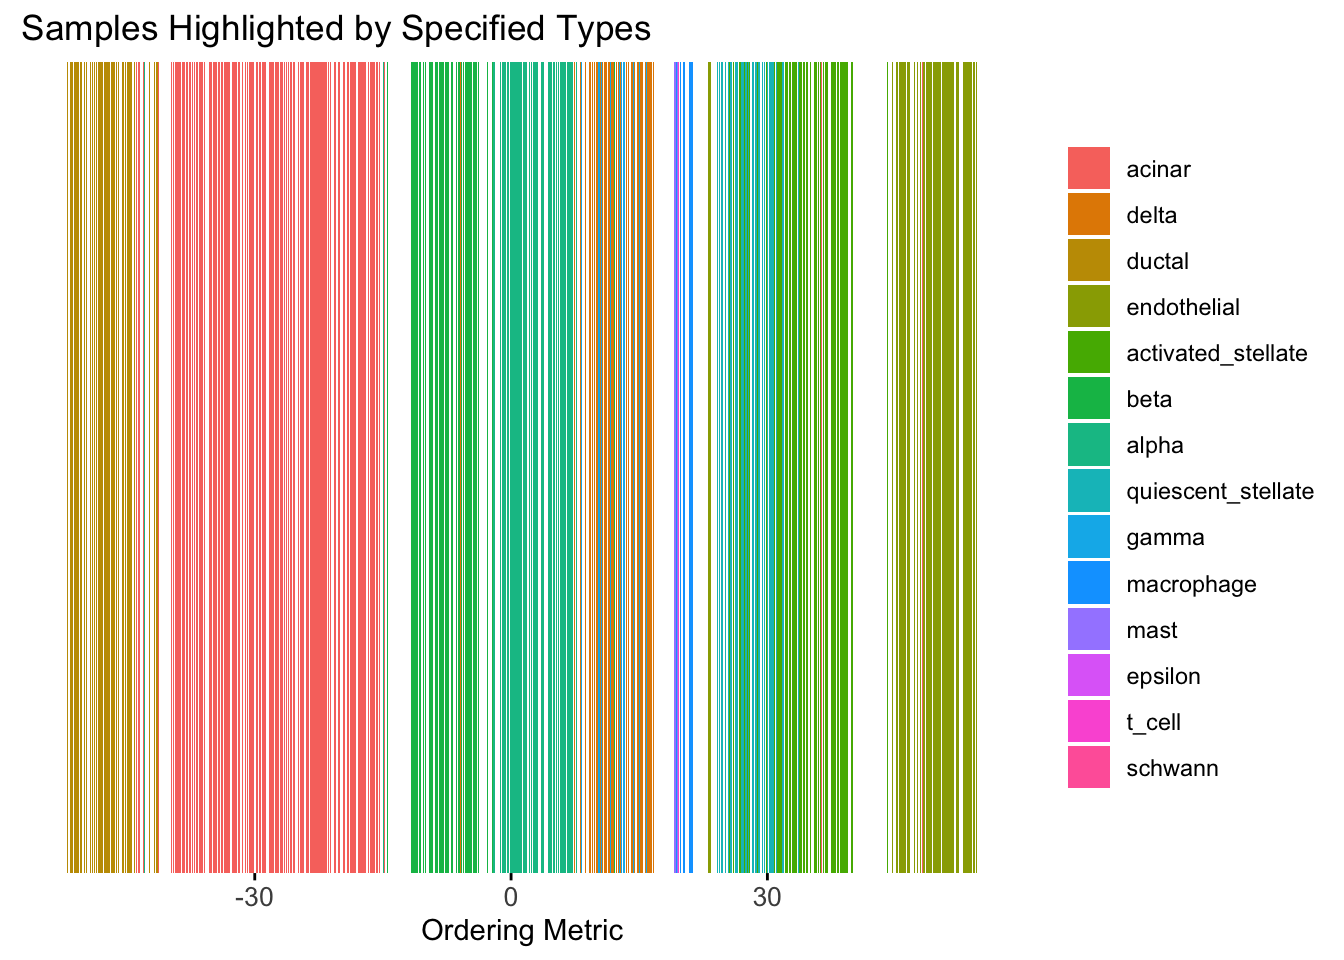 Samples Highlighted by Specified Types
acinar
delta
ductal
endothelial
activated_stellate
beta
alpha
quiescent_stellate
gamma
macrophage
mast
epsilon
t_cell
schwann
-30 0 30
Ordering Metric